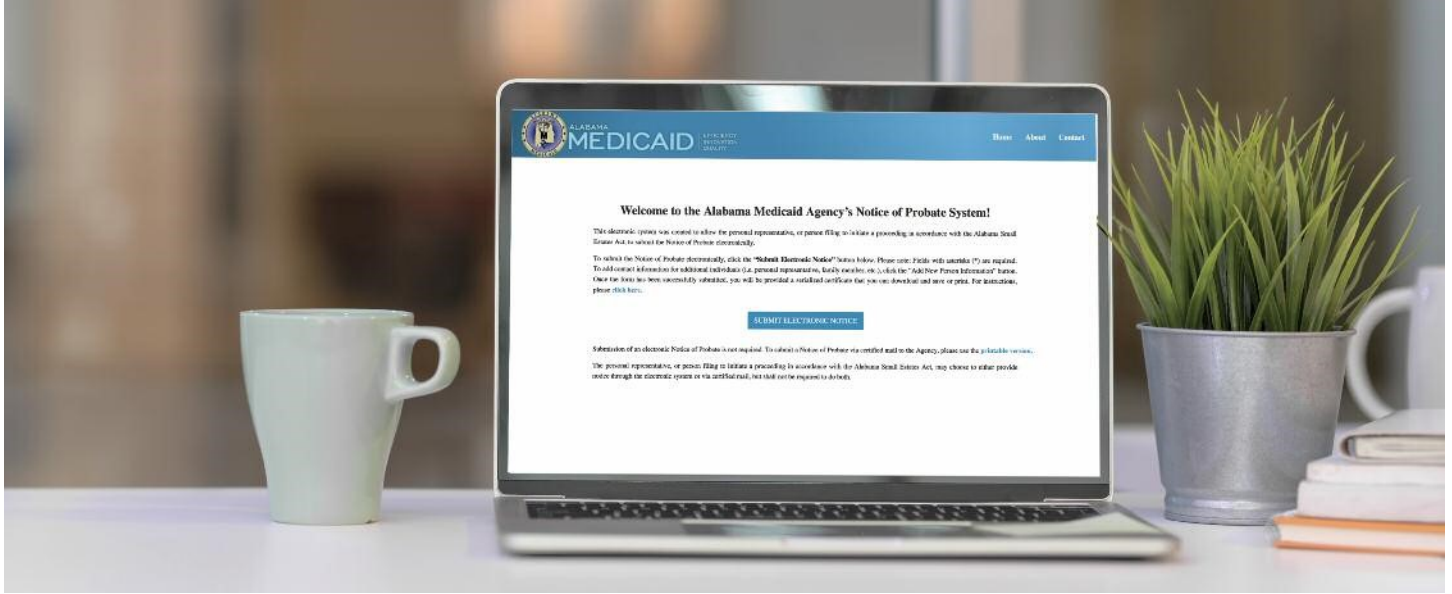 ALABAMA
MEDICAID
EFFICIENCY
INNOVATION
QUALITY
Home About Contact
Welcome to the Alabama Medicaid Agency's Notice of Probate System!
This electronic system was created to allow the personal representative, or person filing to initiate a proceeding in accordance with the Alabama Small
Estates Act, to submit the Notice of Probate electronically.
To submit the Notice of Probate electronically, click the "Submit Electronic Notice" button below. Please note: Fields with asterisks (*) are required.
To add contact information for additional individuals (i.e. personal representative, family member, etc.), click the "Add New Person Information" button.
Once the form has been successfully submitted, you will be provided a serialized certificate that you can download and save or print. For instructions,
please click here.
SUBMIT ELECTRONIC NOTICE
Submission of an electronic Notice of Probate is not required. To submit a Notice of Probate via certified mail to the Agency, please use the printable version.
The personal representative, or person filing to initiate a proceeding in accordance with the Alabama Small Estates Act, may choose to either provide
notice through the electronic system or via certified mail, but shall not be required to do both.